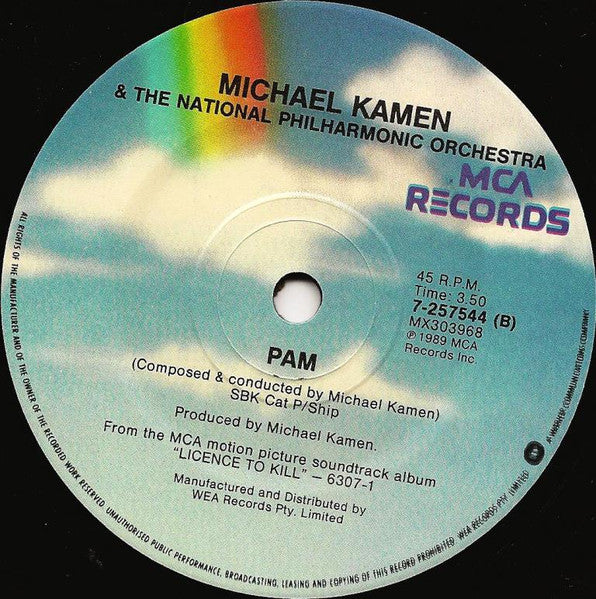 MICHAEL KAMEN
& THE NATIONAL PHILHARMONIC ORCHESTRA
MCA
RECORDS
45 R.P.M.
Time: 3.50
7-257544 (B)
MX303968
℗ 1989 MCA
Records Inc
PAM
(Composed & conducted by Michael Kamen)
SBK Cat P/Ship
Produced by Michael Kamen.
From the MCA motion picture soundtrack album
"LICENCE TO KILL" – 6307-1
Manufactured and Distributed by
WEA Records Pty. Limited
ALL RIGHTS OF THE MANUFACTURER AND OF THE OWNER OF THE RECORDED WORK RESERVED. UNAUTHORISED PUBLIC PERFORMANCE, BROADCASTING, LEASING AND COPYING OF THIS RECORD PROHIBITED. WEA RECORDS PTY. LIMITED
A WARNER COMMUNICATIONS COMPANY